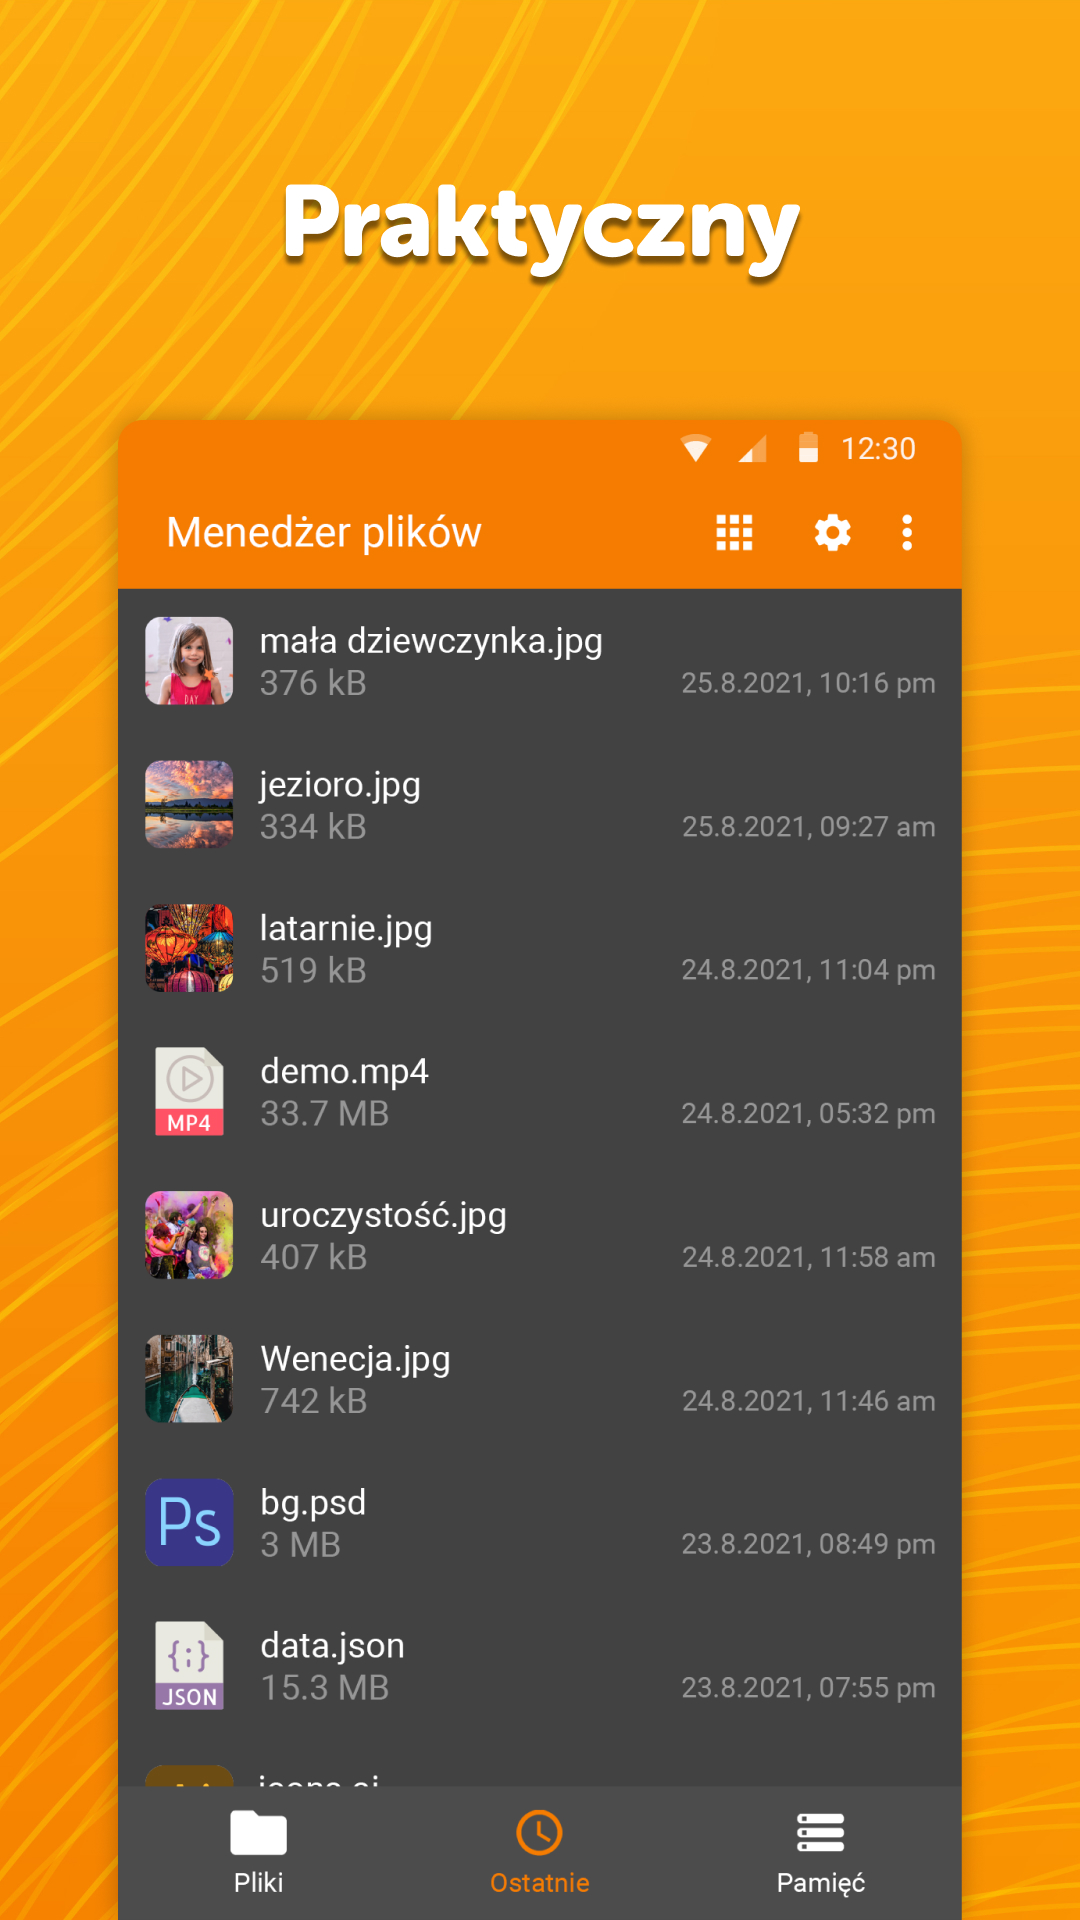 Praktyczny
12:30
Menedżer plików
mała dziewczynka.jpg
376 kB
25.8.2021, 10:16 pm
DAY
jezioro.jpg
334 kB
25.8.2021, 09:27 am
latarnie.jpg
519 kB
24.8.2021, 11:04 pm
demo.mp4
MP4
33.7 MB
24.8.2021, 05:32 pm
uroczystość.jpg
407 kB
24.8.2021, 11:58 am
Wenecja.jpg
742 kB
24.8.2021, 11:46 am
Ps
bg.psd
3 MB
23.8.2021, 08:49 pm
data.json
{;}
JSON
15.3 MB
23.8.2021, 07:55 pm
Pliki
Ostatnie
Pamięć